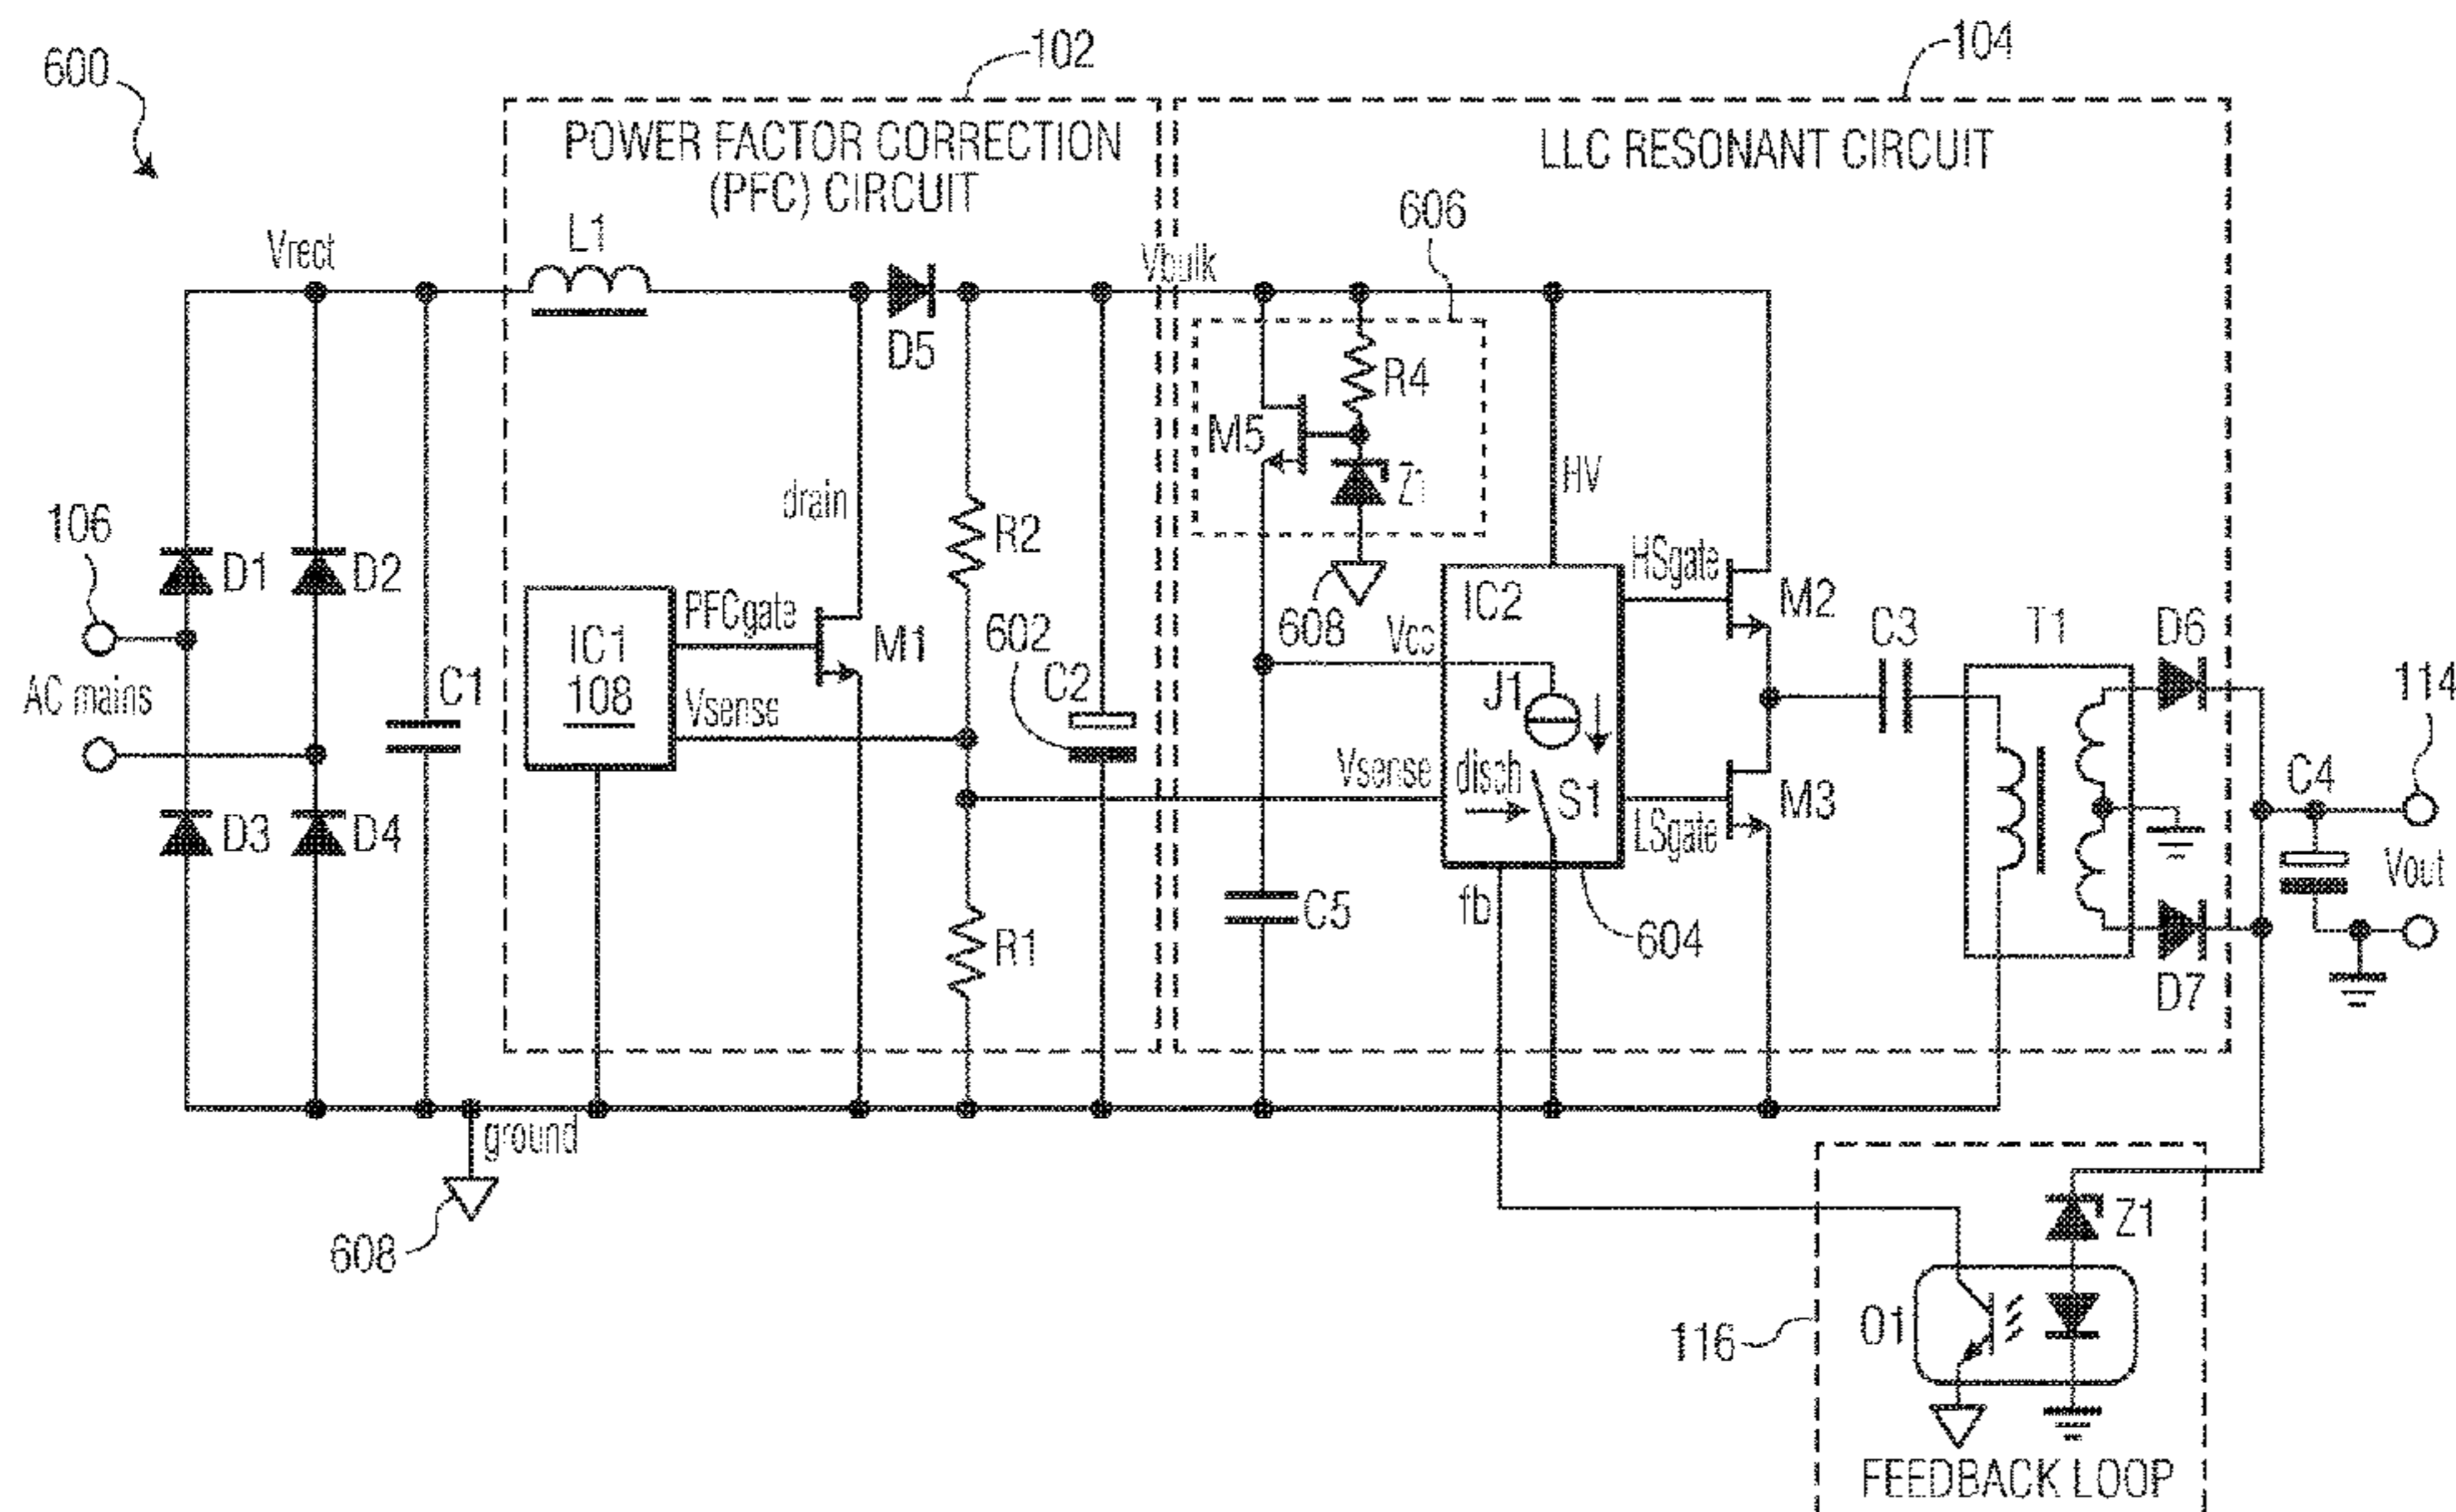 600
102
104
POWER FACTOR CORRECTION
(PFC) CIRCUIT
LLC RESONANT CIRCUIT
606
Vrect
L1
Vbulk
D5
R4
M5
Z1
HV
drain
106
D1
D2
R2
608
IC2
HSgate
M2
PFCgate
602
Vcc
C3
T1
D6
IC1
108
M1
AC mains
C1
C2
J1
114
Vsense
Vsense
disch
S1
M3
C4
D3
D4
LSgate
Vout
fb
C5
604
R1
D7
ground
608
Z1
O1
116
FEEDBACK LOOP